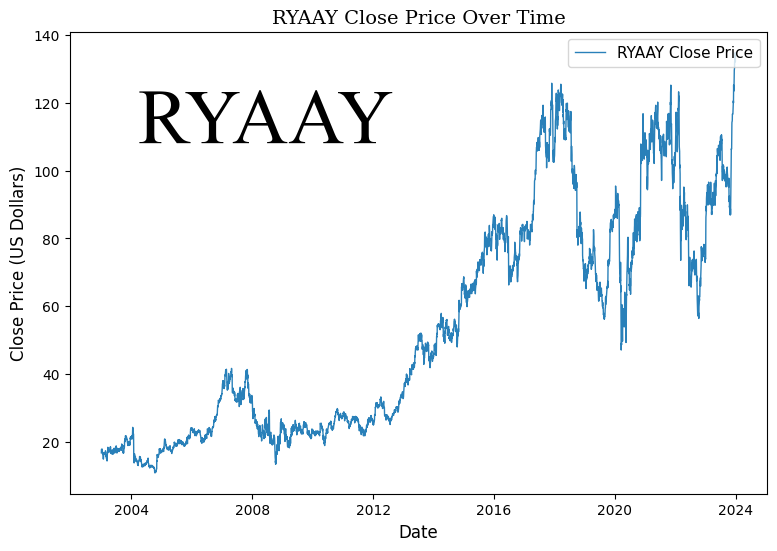 RYAAY Close Price Over Time
RYAAY Close Price
RYAAY
Close Price (US Dollars)
140
120
100
80
60
40
20
2004 2008 2012 2016 2020 2024
Date